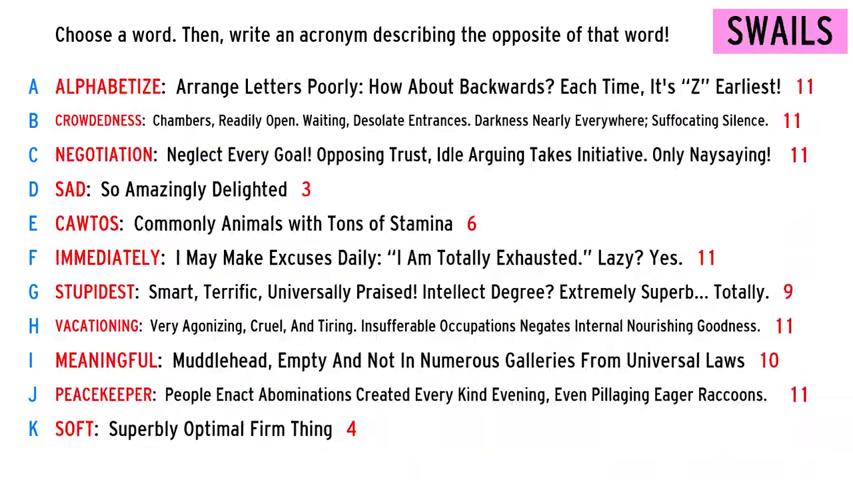 Choose a word. Then, write an acronym describing the opposite of that word!
SWAILS
A ALPHABETIZE: Arrange Letters Poorly: How About Backwards? Each Time, It's "Z" Earliest! 11
B CROWDEDNESS: Chambers, Readily Open. Waiting, Desolate Entrances. Darkness Nearly Everywhere; Suffocating Silence. 11
C NEGOTIATION: Neglect Every Goal! Opposing Trust, Idle Arguing Takes Initiative. Only Naysaying! 11
D SAD: So Amazingly Delighted 3
E CAWTOS: Commonly Animals with Tons of Stamina 6
F IMMEDIATELY: I May Make Excuses Daily: "I Am Totally Exhausted." Lazy? Yes. 11
G STUPIDEST: Smart, Terrific, Universally Praised! Intellect Degree? Extremely Superb... Totally. 9
H VACATIONING: Very Agonizing, Cruel, And Tiring. Insufferable Occupations Negates Internal Nourishing Goodness. 11
I MEANINGFUL: Muddlehead, Empty And Not In Numerous Galleries From Universal Laws 10
J PEACEKEEPER: People Enact Abominations Created Every Kind Evening, Even Pillaging Eager Raccoons. 11
K SOFT: Superbly Optimal Firm Thing 4